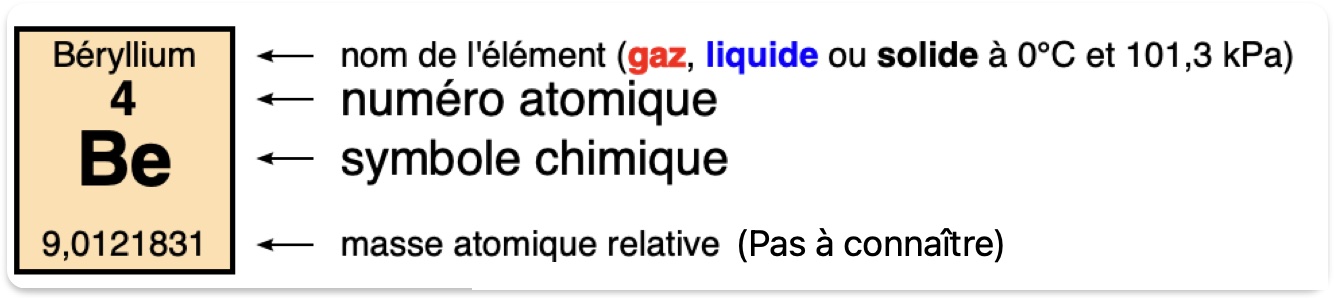 Béryllium ← nom de l'élément (gaz, liquide ou solide à 0°C et 101,3 kPa)
4 ← numéro atomique
Be ← symbole chimique
9,0121831 ← masse atomique relative (Pas à connaître)